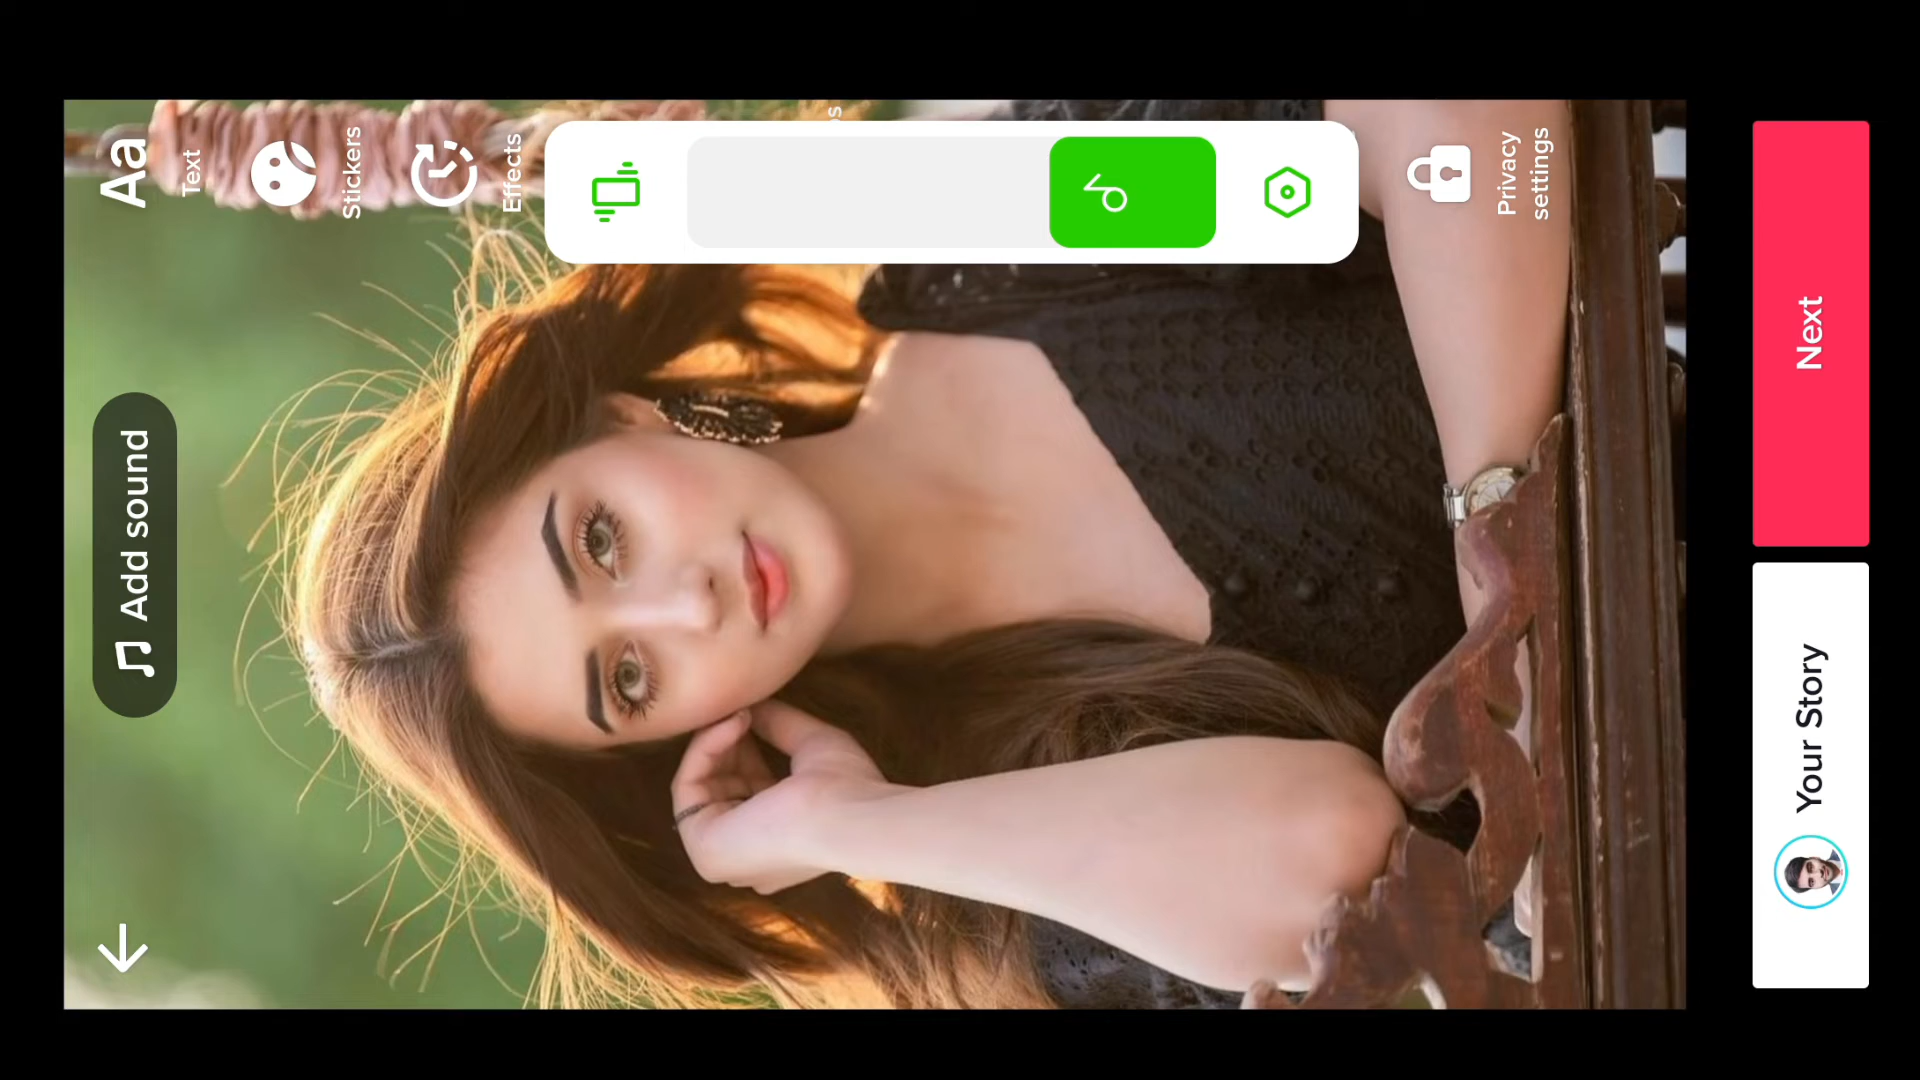 Add sound
Aa
Text
Stickers
Effects
Privacy
settings
Your Story
Next